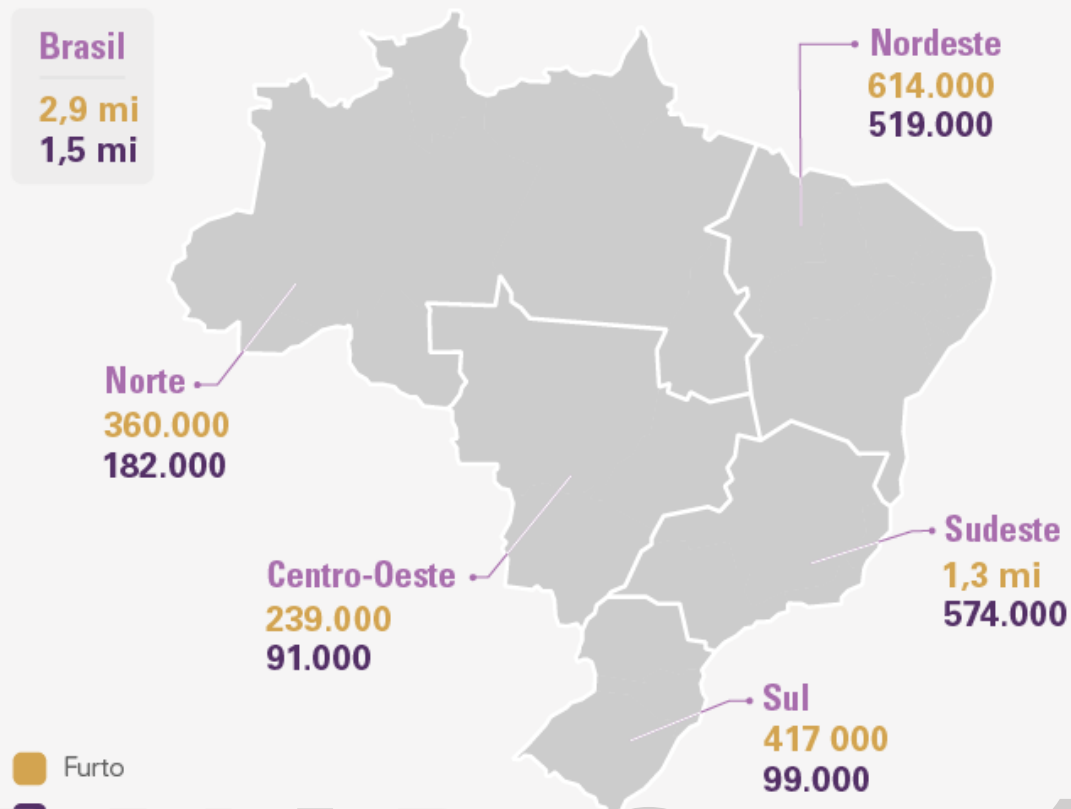 Brasil
2,9 mi
1,5 mi
Nordeste
614.000
519.000
Norte
360.000
182.000
Centro-Oeste
239.000
91.000
Sudeste
1,3 mi
574.000
Sul
417 000
99.000
Furto